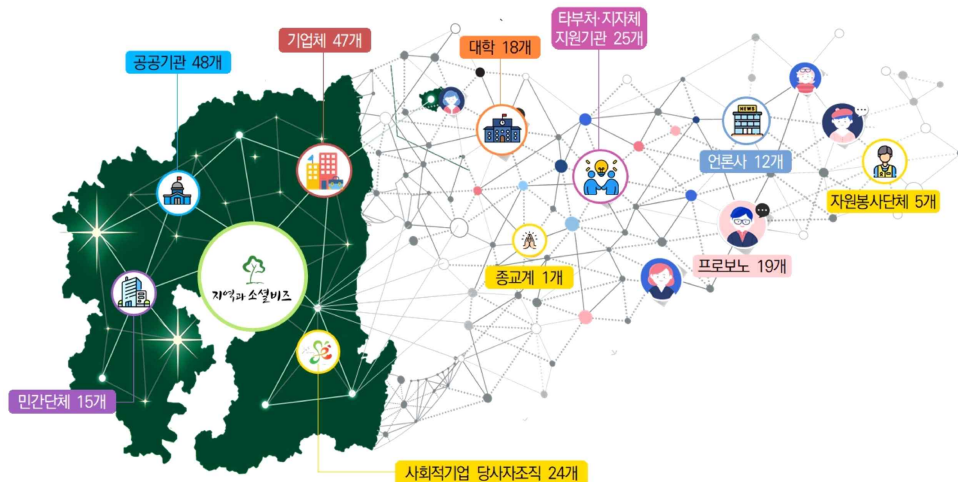 타부처·지자체
지원기관 25개
기업체 47개
대학 18개
공공기관 48개
NEWS
언론사 12개
자원봉사단체 5개
종교계 1개
프로보노 19개
지역과 소셜비즈
민간단체 15개
사회적기업 당사자조직 24개